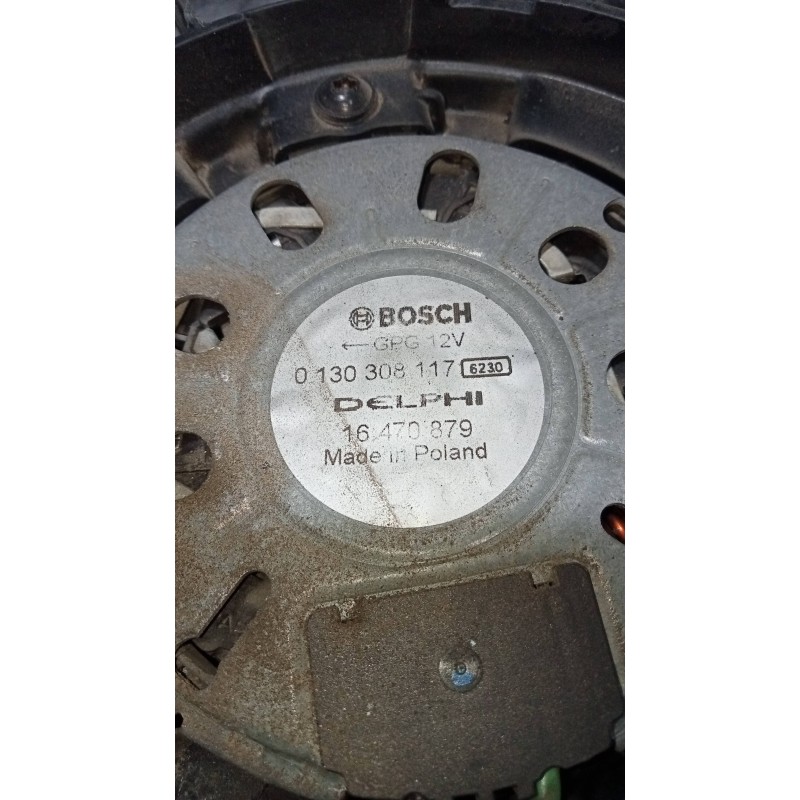 BOSCH
← GPG 12V
0 130 308 117 6230
DELPHI
16 470 879
Made in Poland